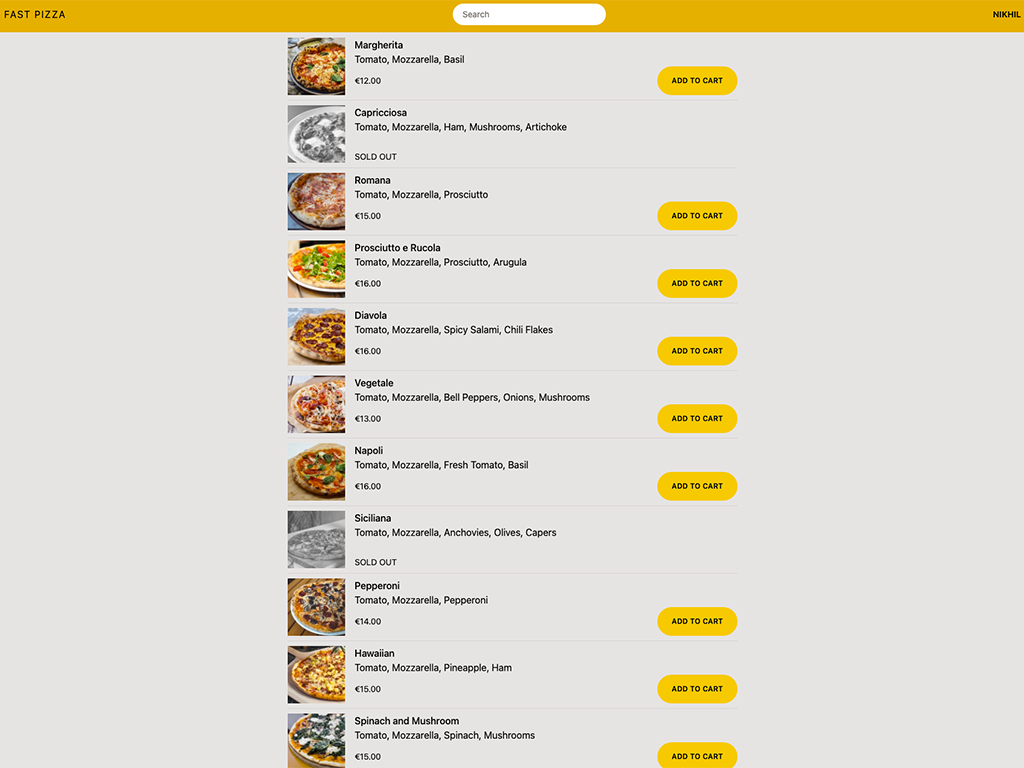 FAST PIZZA
Search
NIKHIL
Margherita
Tomato, Mozzarella, Basil
€12.00
ADD TO CART
Capricciosa
Tomato, Mozzarella, Ham, Mushrooms, Artichoke
SOLD OUT
Romana
Tomato, Mozzarella, Prosciutto
€15.00
ADD TO CART
Prosciutto e Rucola
Tomato, Mozzarella, Prosciutto, Arugula
€16.00
ADD TO CART
Diavola
Tomato, Mozzarella, Spicy Salami, Chili Flakes
€16.00
ADD TO CART
Vegetale
Tomato, Mozzarella, Bell Peppers, Onions, Mushrooms
€13.00
ADD TO CART
Napoli
Tomato, Mozzarella, Fresh Tomato, Basil
€16.00
ADD TO CART
Siciliana
Tomato, Mozzarella, Anchovies, Olives, Capers
SOLD OUT
Pepperoni
Tomato, Mozzarella, Pepperoni
€14.00
ADD TO CART
Hawaiian
Tomato, Mozzarella, Pineapple, Ham
€15.00
ADD TO CART
Spinach and Mushroom
Tomato, Mozzarella, Spinach, Mushrooms
€15.00
ADD TO CART